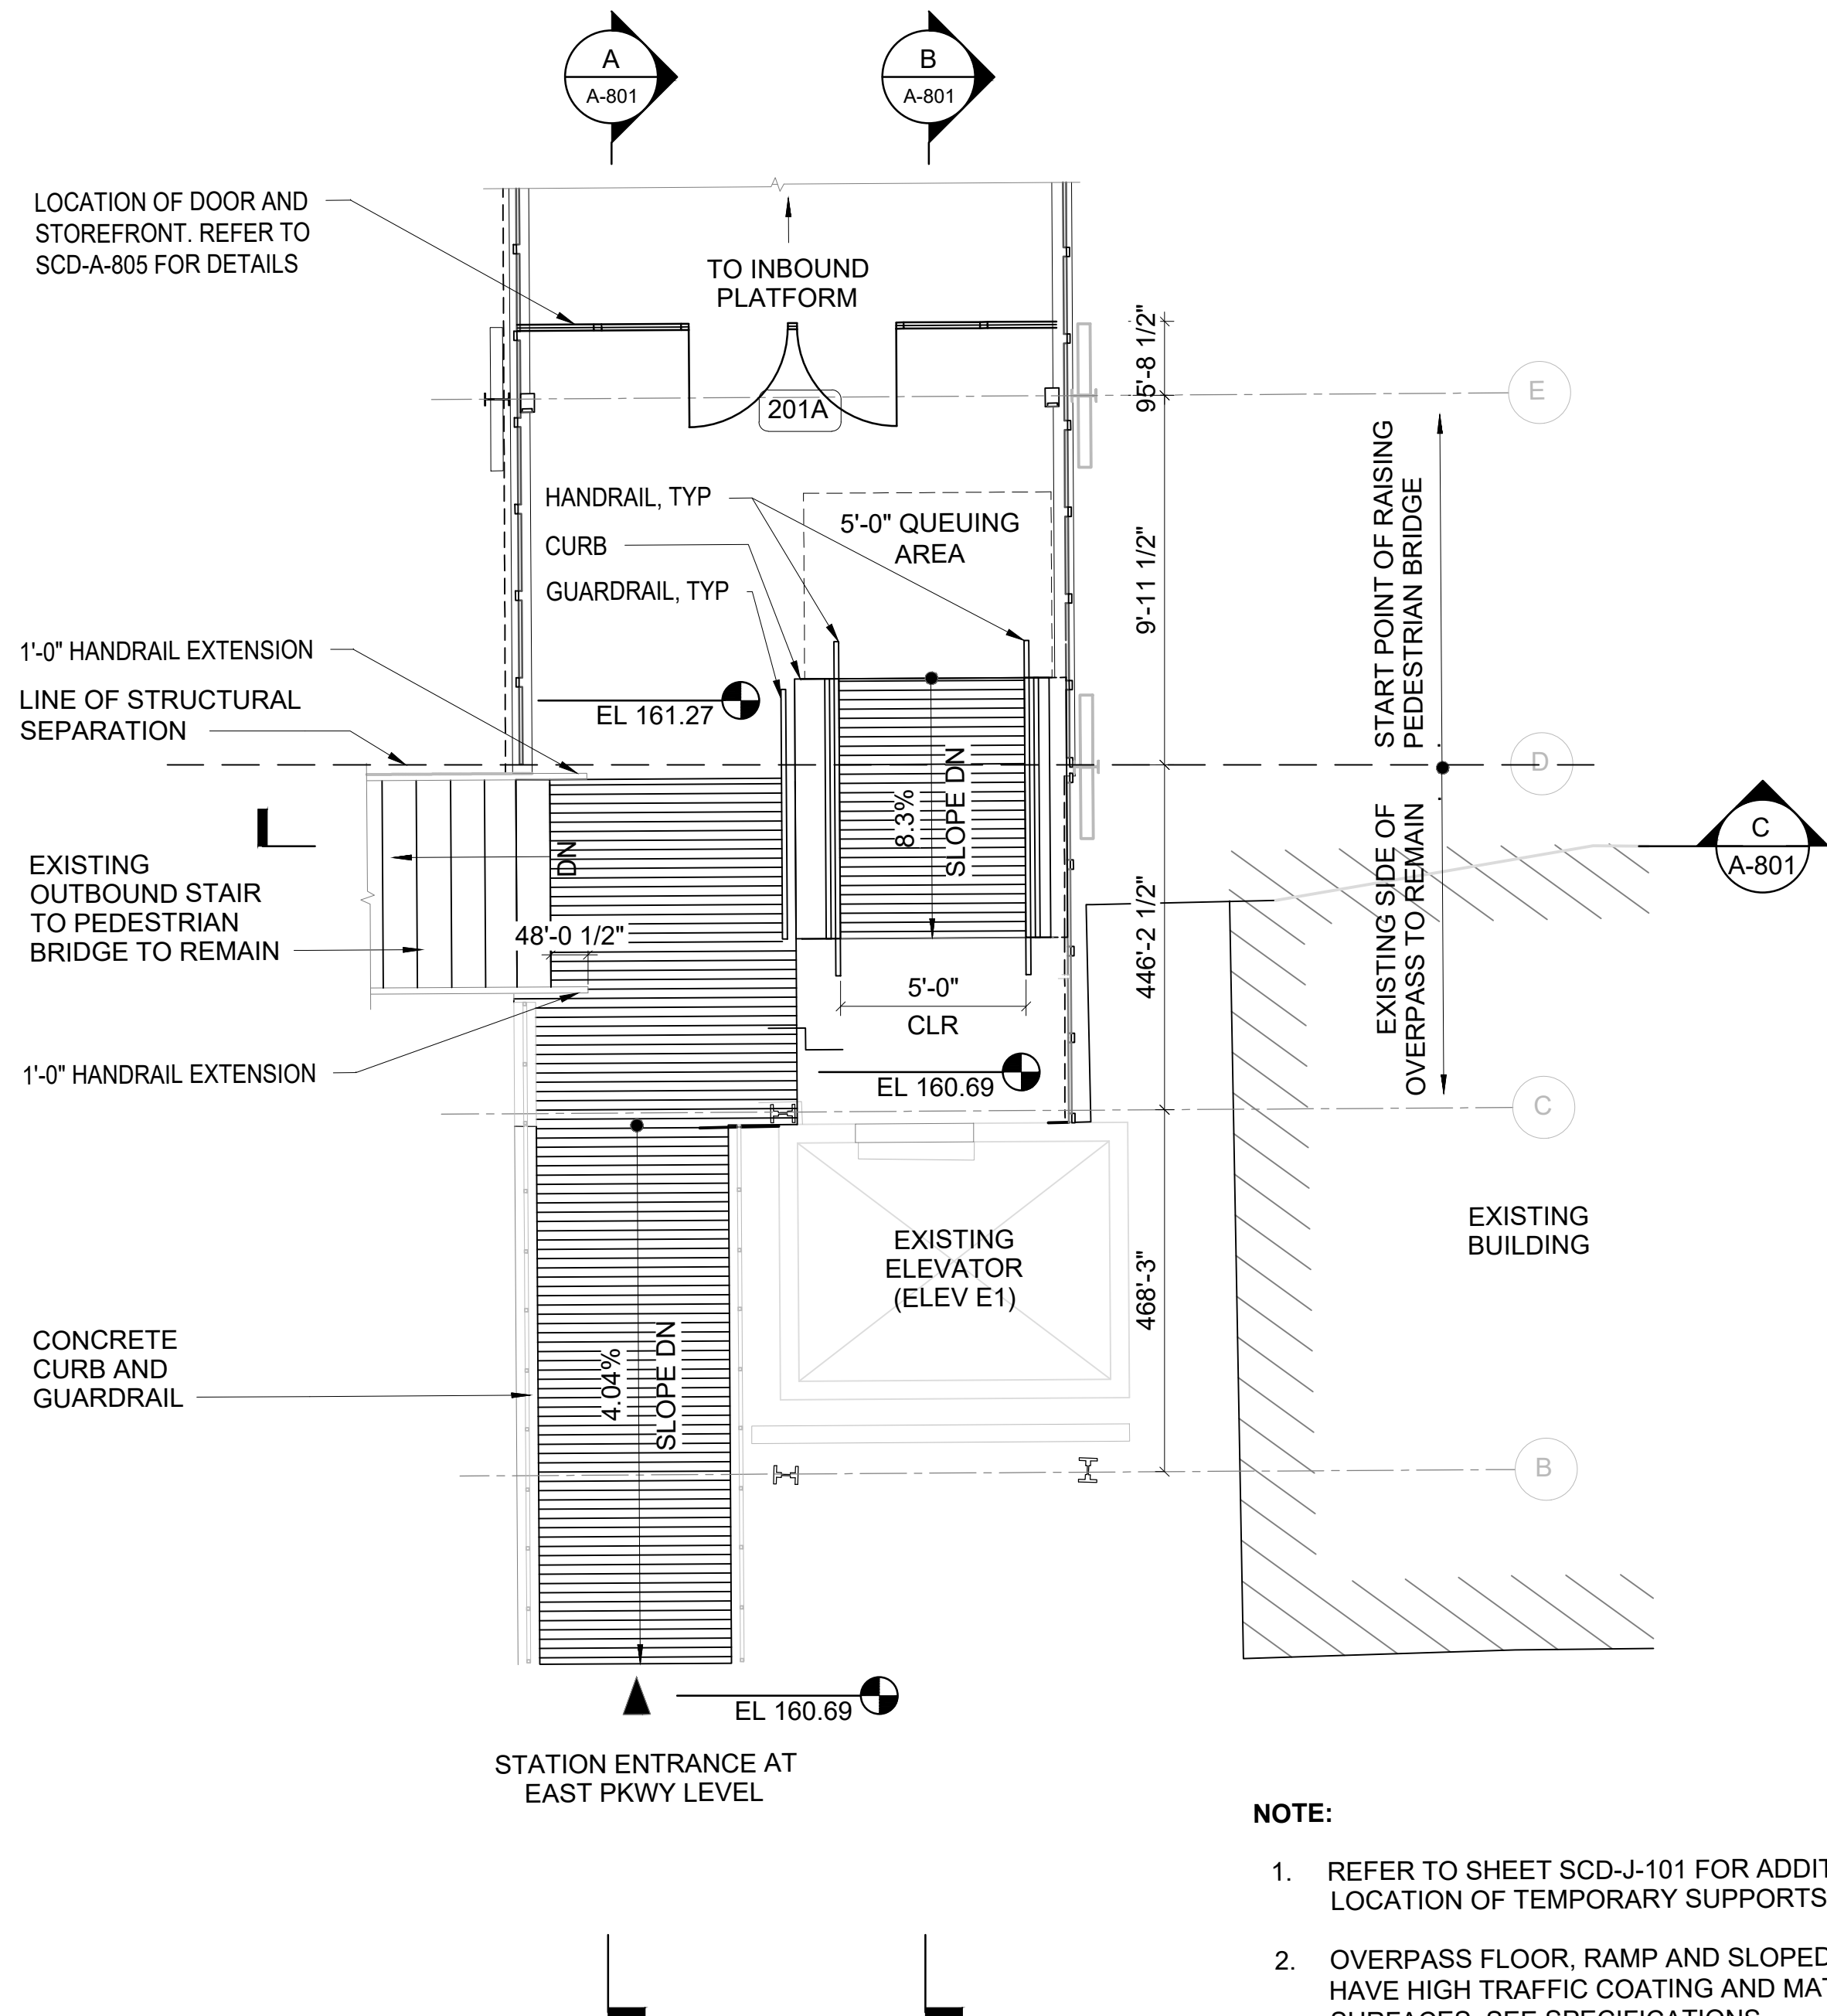 A
A-801
B
A-801
LOCATION OF DOOR AND
STOREFRONT. REFER TO
SCD-A-805 FOR DETAILS
TO INBOUND
PLATFORM
95'-8 1/2"
E
201A
HANDRAIL, TYP
CURB
GUARDRAIL, TYP
5'-0" QUEUING
AREA
9'-11 1/2"
START POINT OF RAISING
PEDESTRIAN BRIDGE
1'-0" HANDRAIL EXTENSION
LINE OF STRUCTURAL
SEPARATION
EL 161.27
D
8.3%
SLOPE DN
DN
EXISTING
OUTBOUND STAIR
TO PEDESTRIAN
BRIDGE TO REMAIN
48'-0 1/2"
446'-2 1/2"
EXISTING SIDE OF
OVERPASS TO REMAIN
C
A-801
5'-0"
CLR
1'-0" HANDRAIL EXTENSION
EL 160.69
C
EXISTING
ELEVATOR
(ELEV E1)
468'-3"
EXISTING
BUILDING
CONCRETE
CURB AND
GUARDRAIL
4.04%
SLOPE DN
B
EL 160.69
STATION ENTRANCE AT
EAST PKWY LEVEL
NOTE:
1. REFER TO SHEET SCD-J-101 FOR ADDIT
LOCATION OF TEMPORARY SUPPORTS
2. OVERPASS FLOOR, RAMP AND SLOPED
HAVE HIGH TRAFFIC COATING AND MAT
SURFACES. SEE SPECIFICATIONS